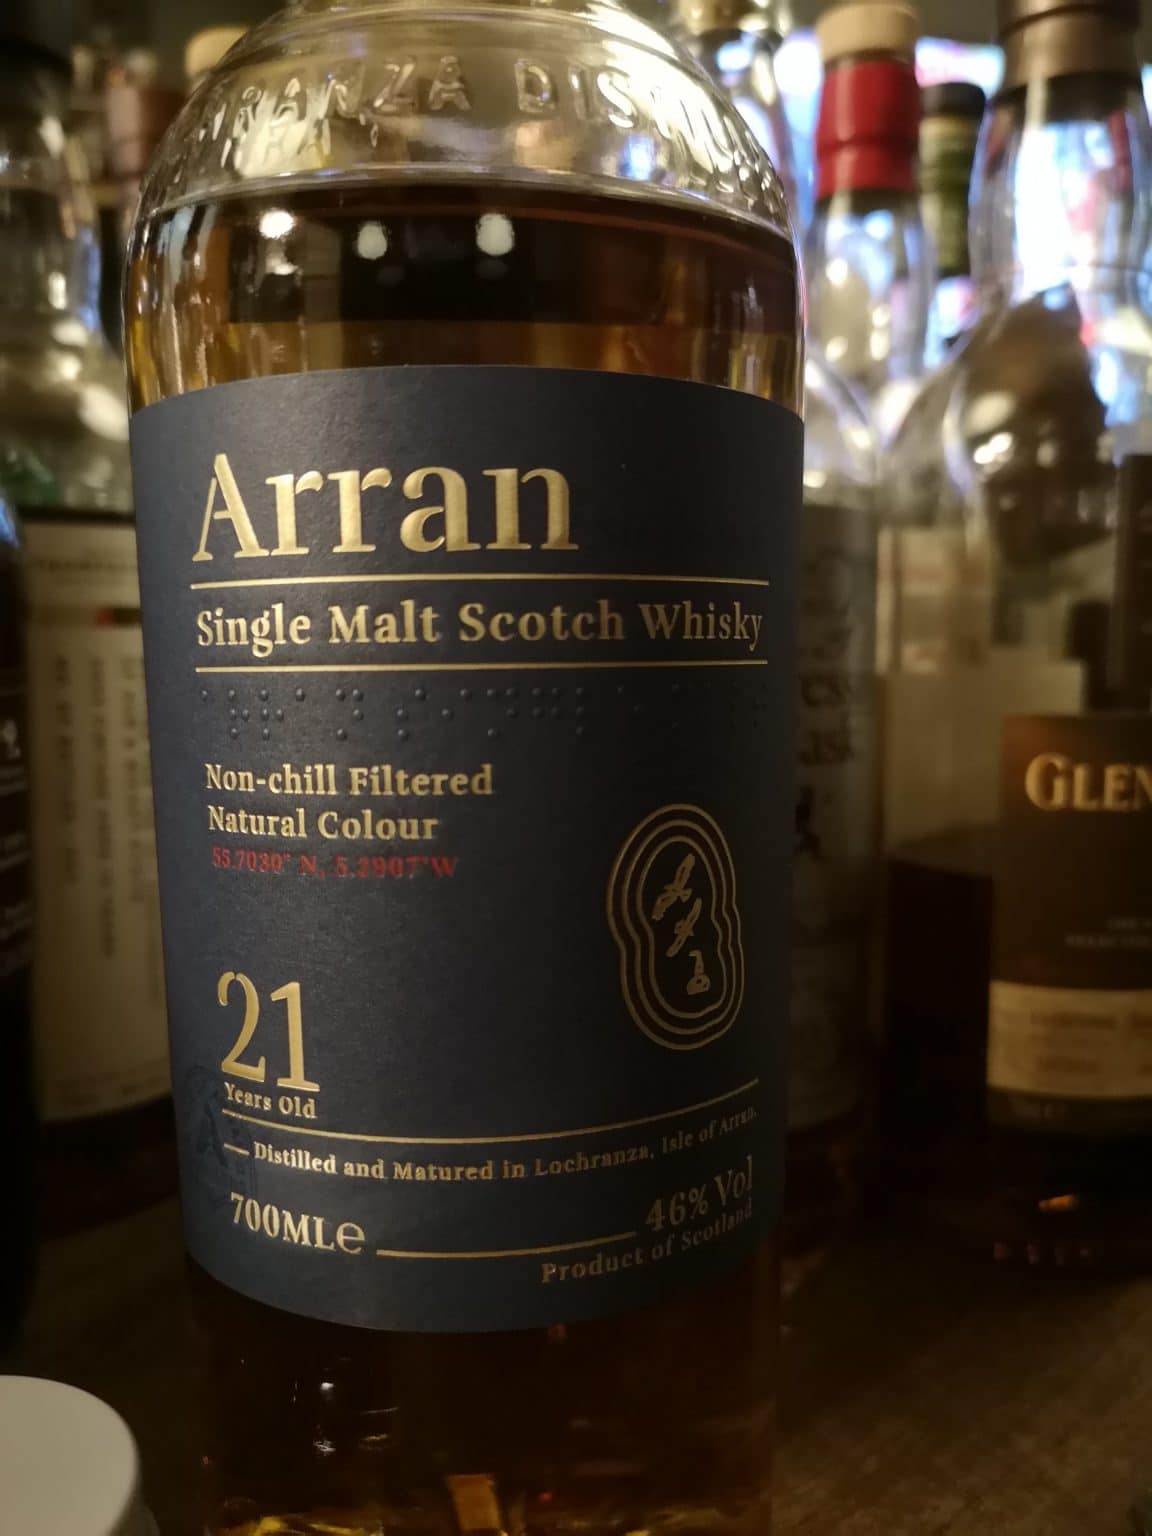 Arran
Single Malt Scotch Whisky
Non-chill Filtered
Natural Colour
55.7030° N, 5.2907°W
21
Years Old
— Distilled and Matured in Lochranza, Isle of Arran.
700MLe
46% Vol
Product of Scotland
GLEN